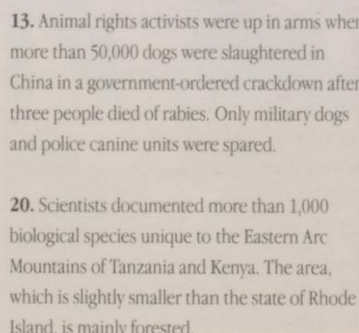 13. Animal rights activists were up in arms when
more than 50,000 dogs were slaughtered in
China in a government-ordered crackdown after
three people died of rabies. Only military dogs
and police canine units were spared.
20. Scientists documented more than 1,000
biological species unique to the Eastern Arc
Mountains of Tanzania and Kenya. The area,
which is slightly smaller than the state of Rhode
Island, is mainly forested